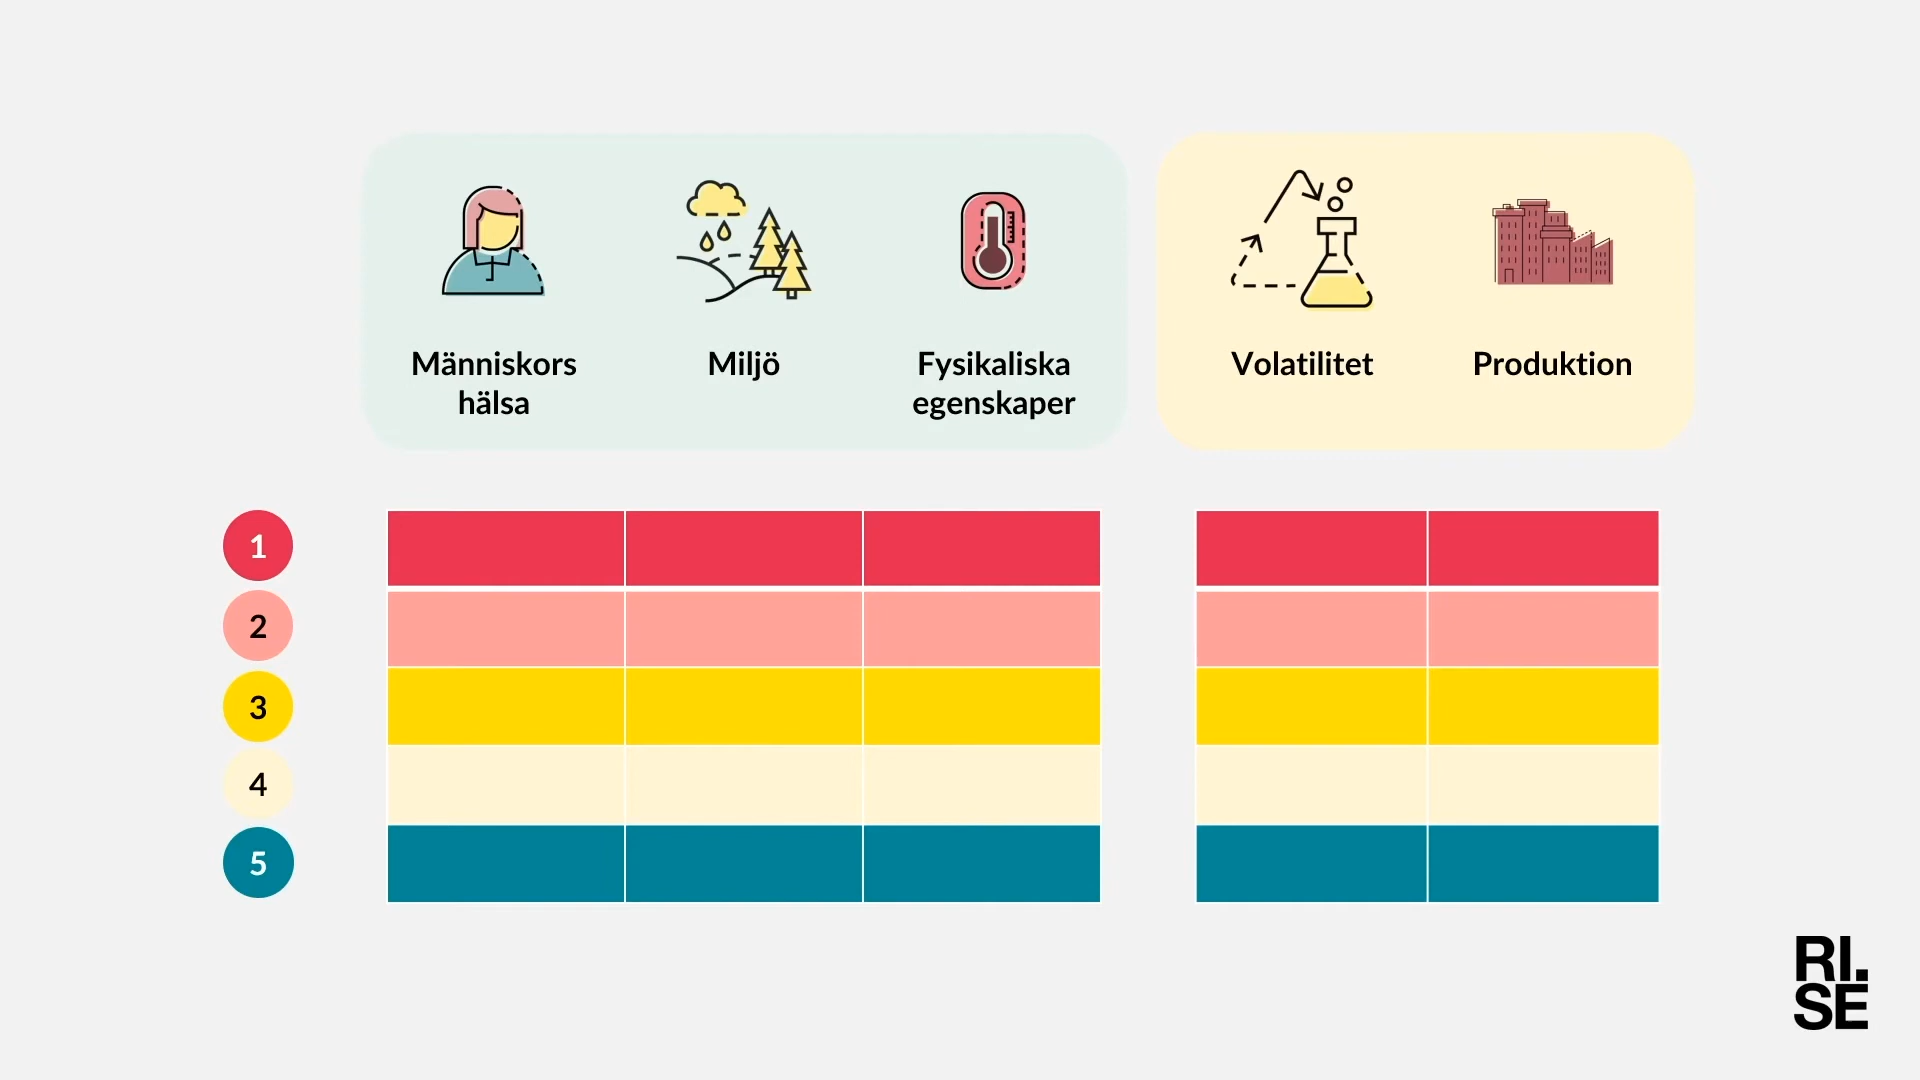 Människors
hälsa
Miljö
Fysikaliska
egenskaper
Volatilitet
Produktion
1
2
3
4
5
RI.
SE